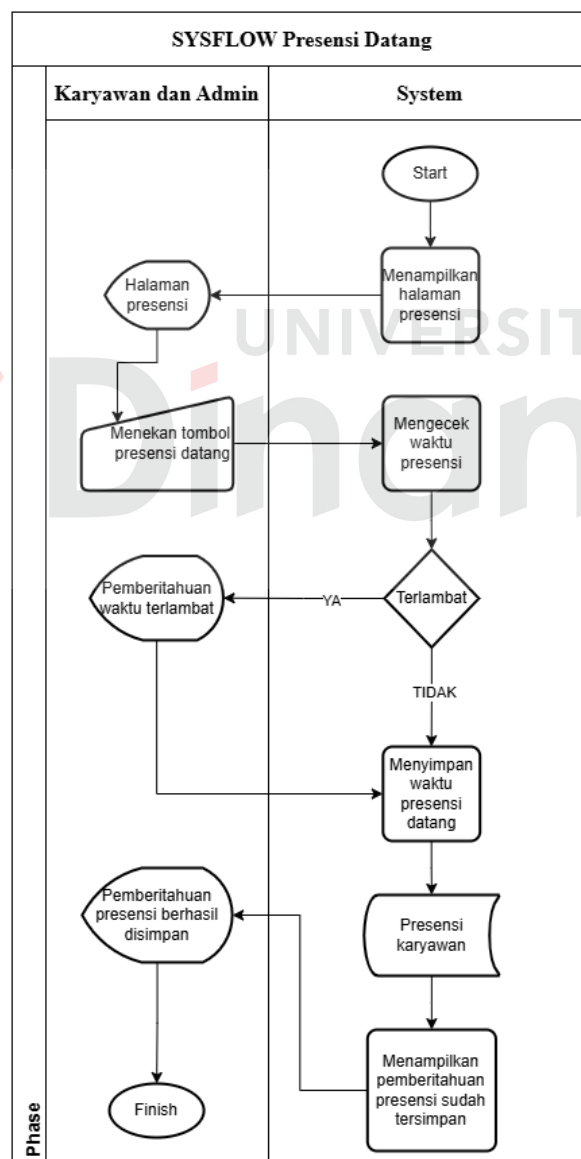 SYSFLOW Presensi Datang
Karyawan dan Admin
System
Start
Menampilkan
halaman
presensi
Halaman
presensi
UNIVERSIT
Dinam
Menekan tombol
presensi datang
Mengecek
waktu
presensi
Terlambat
YA
Pemberitahuan
waktu terlambat
TIDAK
Menyimpan
waktu
presensi
datang
Presensi
karyawan
Pemberitahuan
presensi berhasil
disimpan
Menampilkan
pemberitahuan
presensi sudah
tersimpan
Finish
Phase